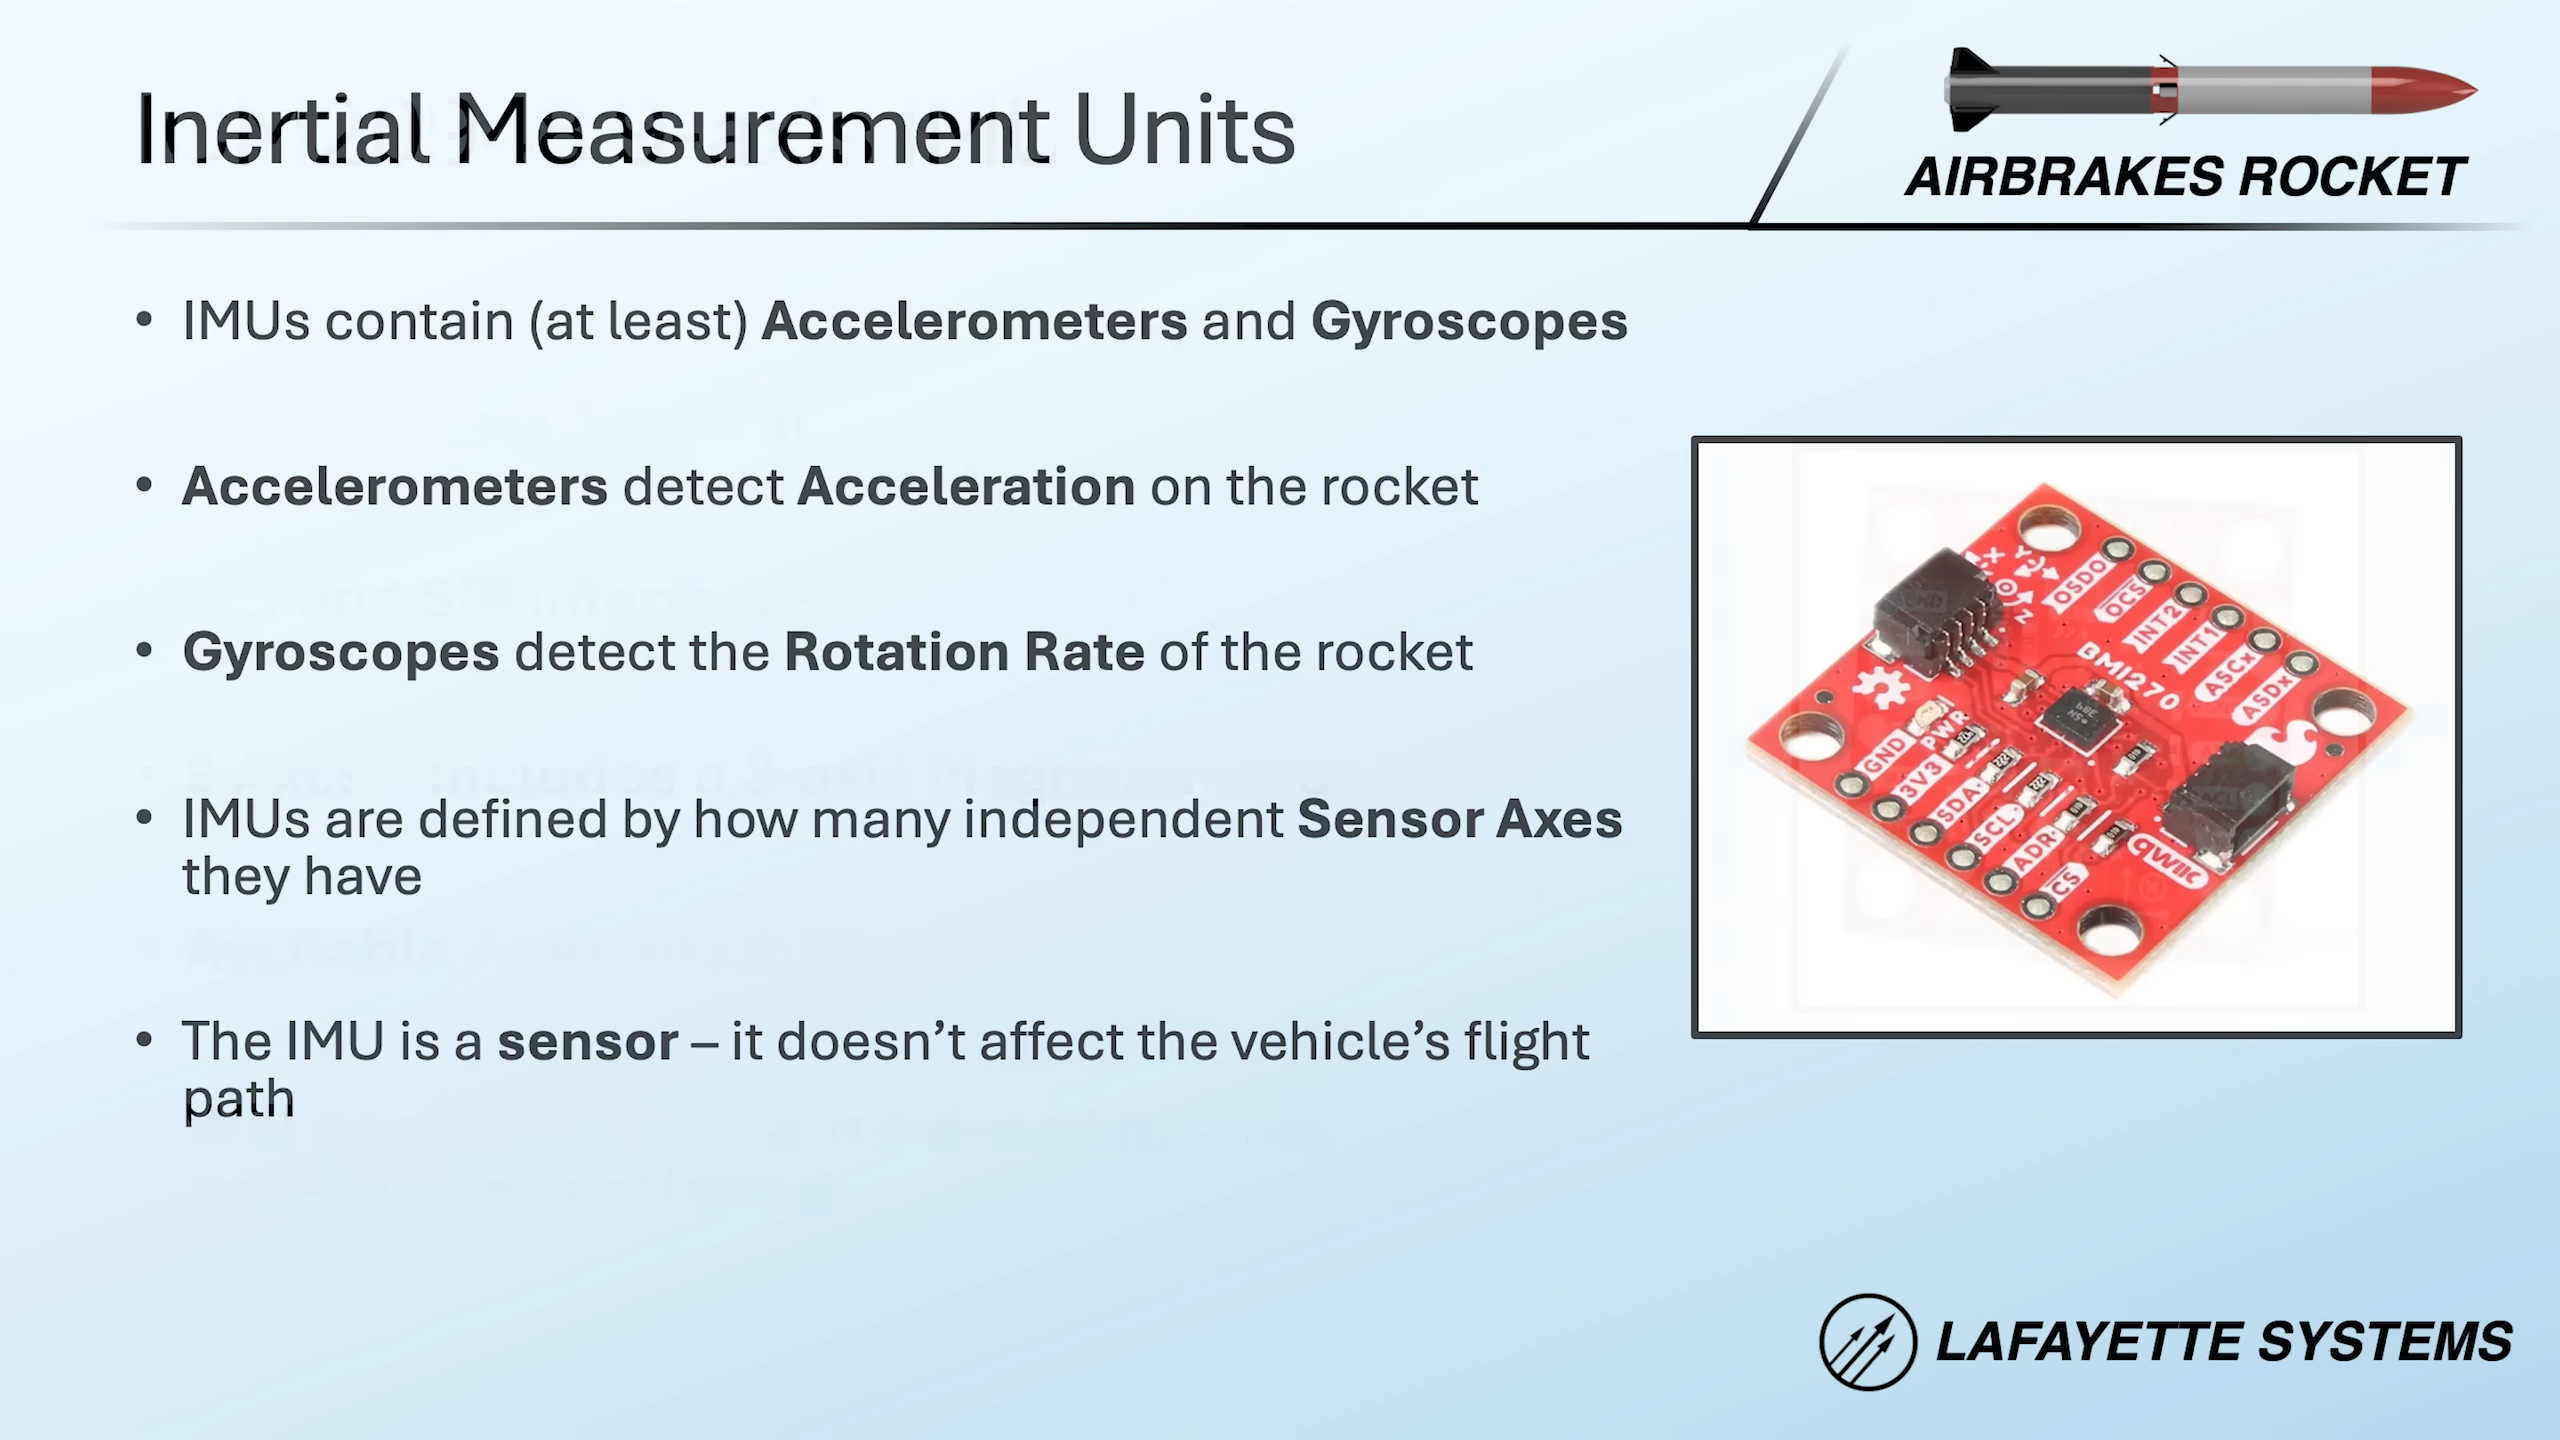 Inertial Measurement Units
AIRBRAKES ROCKET
• IMUs contain (at least) Accelerometers and Gyroscopes
• Accelerometers detect Acceleration on the rocket
• Gyroscopes detect the Rotation Rate of the rocket
• IMUs are defined by how many independent Sensor Axes
they have
• The IMU is a sensor – it doesn’t affect the vehicle’s flight
path
X
Y
Z
OSDO
OCS
INT2
INT1
ASCx
ASDx
BMI270
PWR
GND
3V3
SDA
SCL
ADR
CS
qwiic
LAFAYETTE SYSTEMS